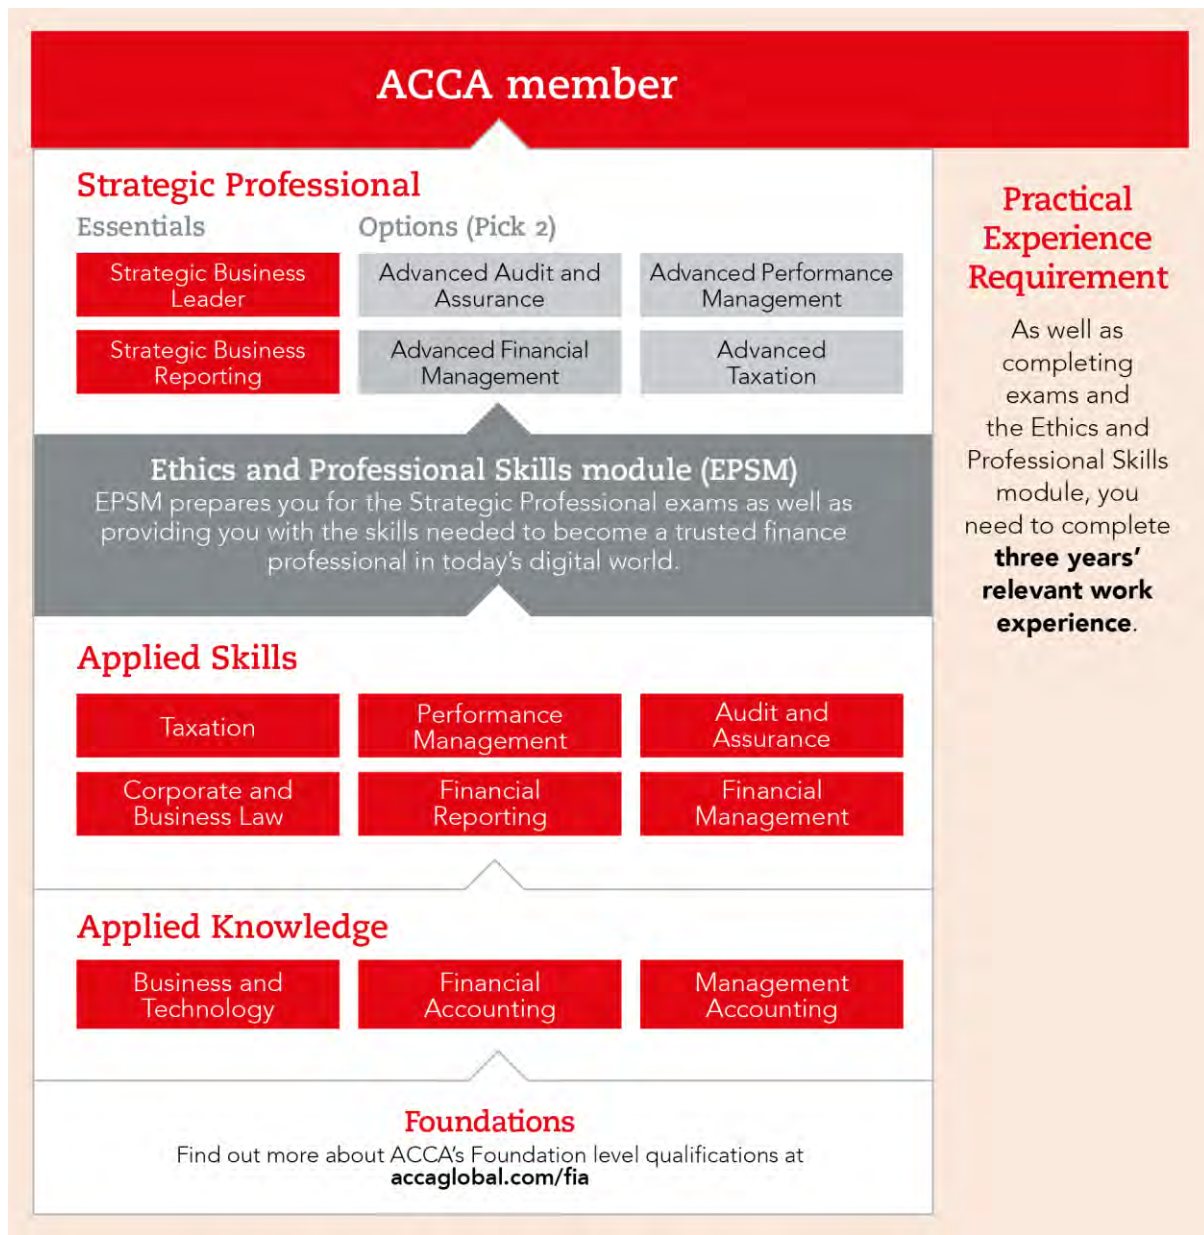 ACCA member
Strategic Professional
Essentials
Options (Pick 2)
Strategic Business
Leader
Advanced Audit and
Assurance
Advanced Performance
Management
Strategic Business
Reporting
Advanced Financial
Management
Advanced
Taxation
Ethics and Professional Skills module (EPSM)
EPSM prepares you for the Strategic Professional exams as well as
providing you with the skills needed to become a trusted finance
professional in today’s digital world.
Applied Skills
Taxation
Performance
Management
Audit and
Assurance
Corporate and
Business Law
Financial
Reporting
Financial
Management
Applied Knowledge
Business and
Technology
Financial
Accounting
Management
Accounting
Foundations
Find out more about ACCA’s Foundation level qualifications at
accaglobal.com/fia
Practical
Experience
Requirement
As well as
completing
exams and
the Ethics and
Professional Skills
module, you
need to complete
three years’
relevant work
experience.